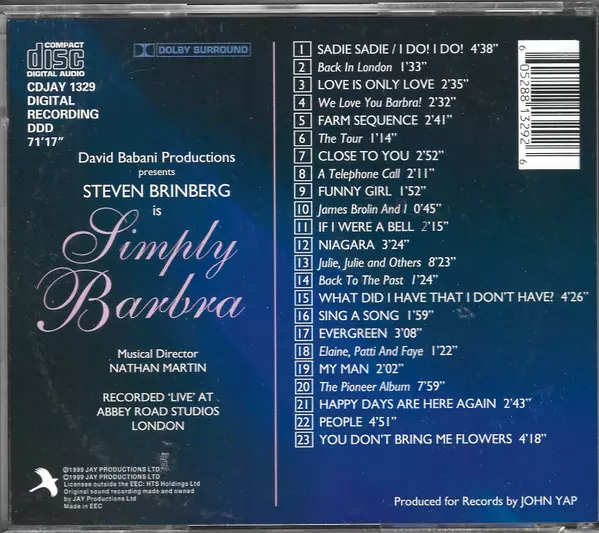 COMPACT
disc
DIGITAL AUDIO
CDJAY 1329
DIGITAL
RECORDING
DDD
71'17"
DOLBY SURROUND
David Babani Productions
presents
STEVEN BRINBERG
is
Simply
Barbra
Musical Director
NATHAN MARTIN
RECORDED 'LIVE' AT
ABBEY ROAD STUDIOS
LONDON
℗1999 JAY PRODUCTIONS LTD
©1999 JAY PRODUCTIONS LTD
Licensee outside the EEC: HTS Holdings Ltd
Original sound recording made and owned
by JAY Productions Ltd
Made in EEC
1 SADIE SADIE / I DO! I DO! 4'38"
2 Back In London 1'33"
3 LOVE IS ONLY LOVE 2'35"
4 We Love You Barbra! 2'32"
5 FARM SEQUENCE 2'41"
6 The Tour 1'14"
7 CLOSE TO YOU 2'52"
8 A Telephone Call 2'11"
9 FUNNY GIRL 1'52"
10 James Brolin And I 0'45"
11 IF I WERE A BELL 2'15"
12 NIAGARA 3'24"
13 Julie, Julie and Others 8'23"
14 Back To The Past 1'24"
15 WHAT DID I HAVE THAT I DON'T HAVE? 4'26"
16 SING A SONG 1'59"
17 EVERGREEN 3'08"
18 Elaine, Patti And Faye 1'22"
19 MY MAN 2'02"
20 The Pioneer Album 7'59"
21 HAPPY DAYS ARE HERE AGAIN 2'43"
22 PEOPLE 4'51"
23 YOU DON'T BRING ME FLOWERS 4'18"
6 05288 13292 6
Produced for Records by JOHN YAP